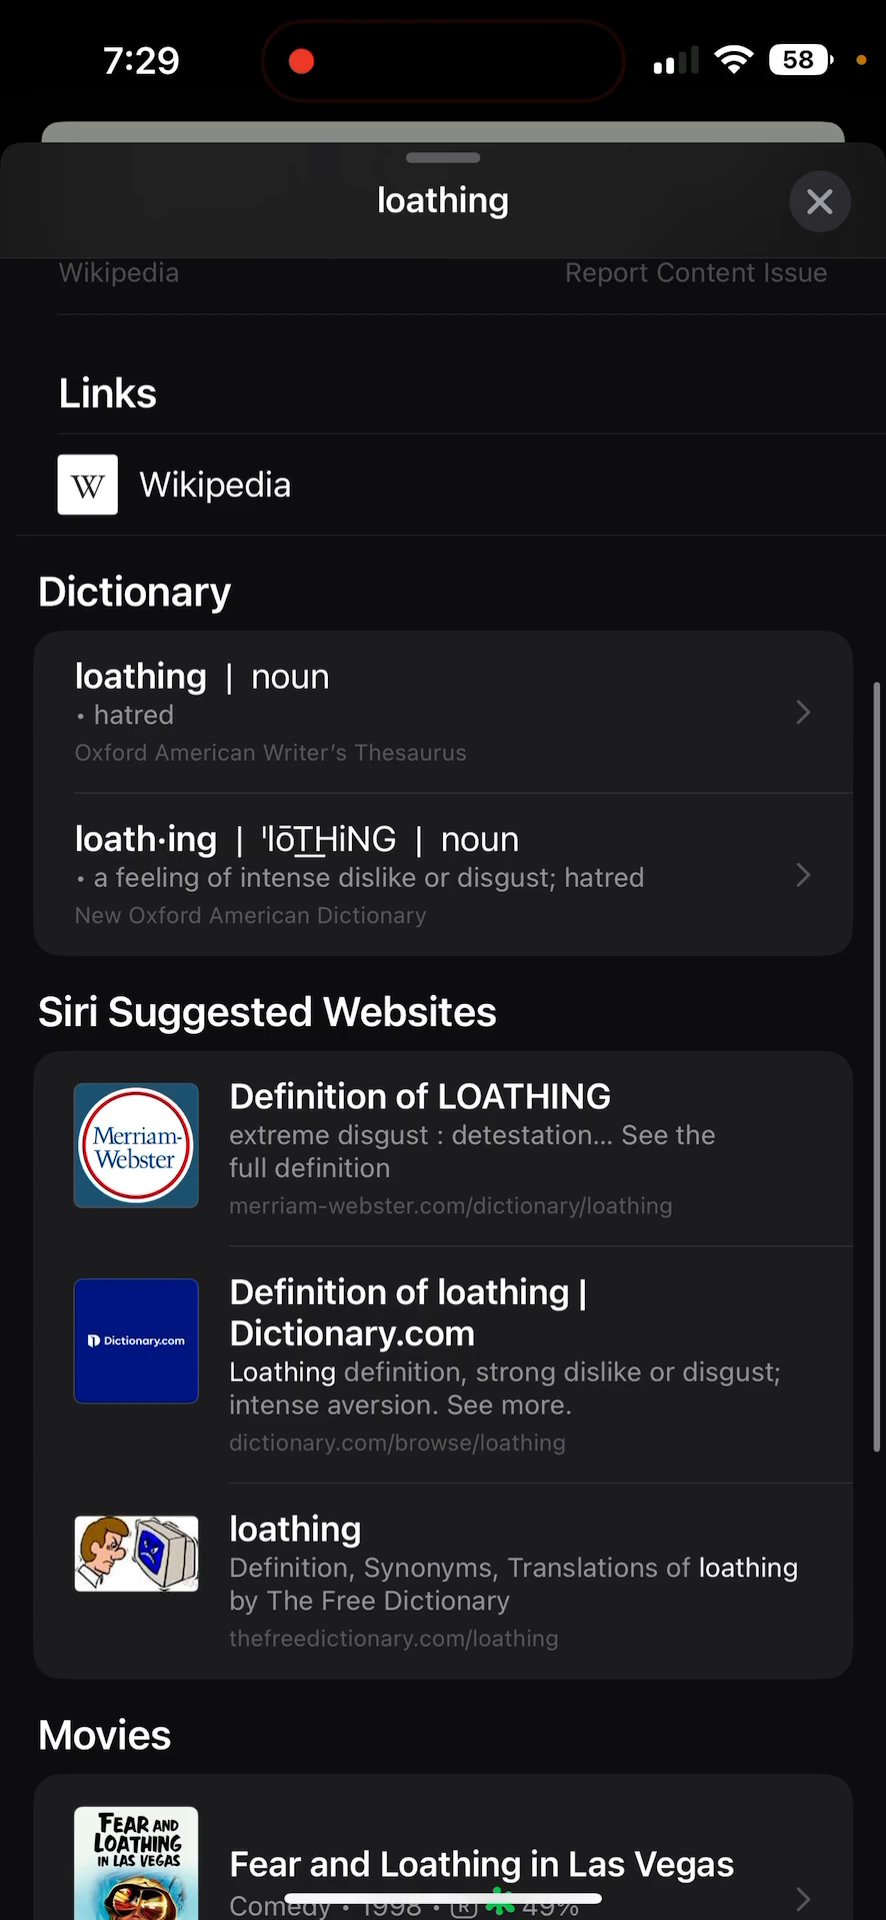 7:29
58
loathing
Wikipedia Report Content Issue
Links
W Wikipedia
Dictionary
loathing | noun
• hatred
Oxford American Writer's Thesaurus
loath·ing | ˈlōT͟HiNG | noun
• a feeling of intense dislike or disgust; hatred
New Oxford American Dictionary
Siri Suggested Websites
Merriam-
Webster
Definition of LOATHING
extreme disgust : detestation... See the
full definition
merriam-webster.com/dictionary/loathing
Dictionary.com
Definition of loathing |
Dictionary.com
Loathing definition, strong dislike or disgust;
intense aversion. See more.
dictionary.com/browse/loathing
loathing
Definition, Synonyms, Translations of loathing
by The Free Dictionary
thefreedictionary.com/loathing
Movies
FEAR AND
LOATHING
IN LAS VEGAS
Fear and Loathing in Las Vegas
Comedy • 1998 • R 49%